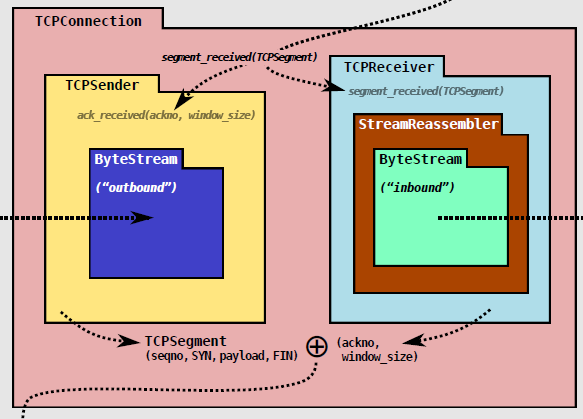 TCPConnection
segment_received(TCPSegment)
TCPSender
TCPReceiver
ack_received(ackno, window_size)
segment_received(TCPSegment)
StreamReassembler
ByteStream
("outbound")
ByteStream
("inbound")
TCPSegment
(seqno,SYN,payload,FIN)
(ackno,
window_size)